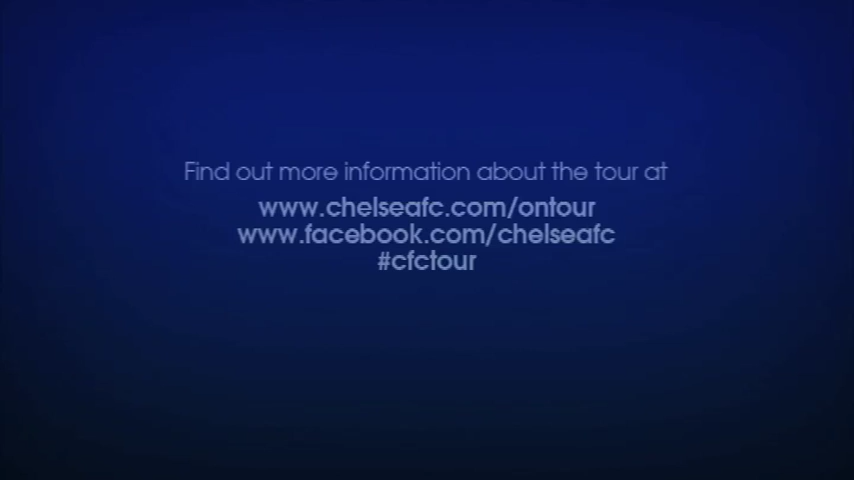 Find out more information about the tour at
www.chelseafc.com/ontour
www.facebook.com/chelseafc
#cfctour